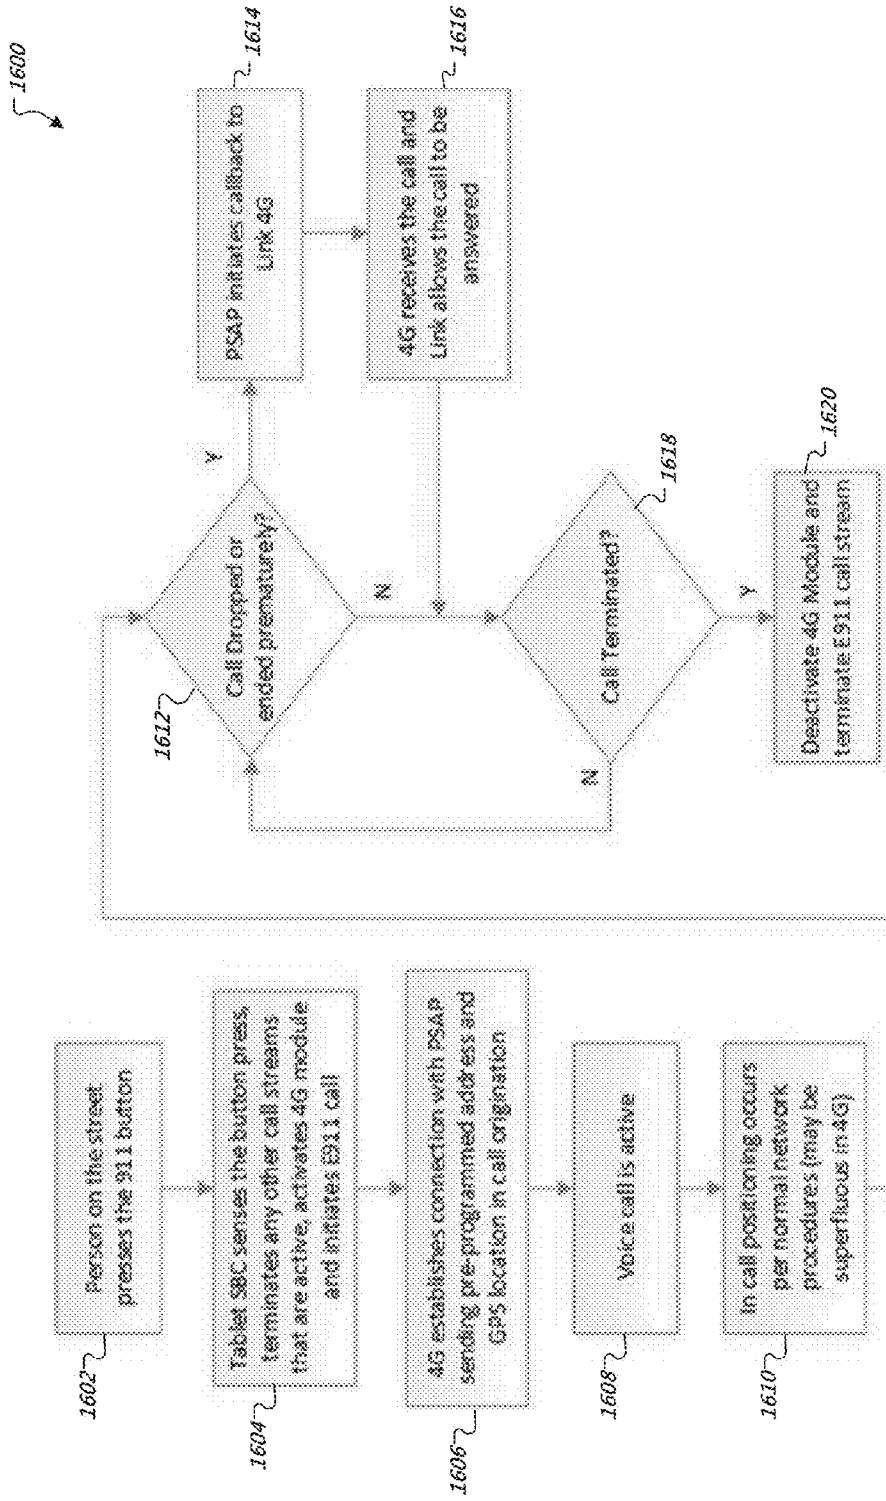 1600
Person on the street
presses the 911 button
1602
Tablet SBC senses the button press,
terminates any other call streams
that are active, activates 4G module
and initiates E911 call
1604
4G establishes connection with PSAP
sending pre-programmed address and
GPS location in call origination
1606
Voice call is active
1608
In call positioning occurs
per normal network
procedures (may be
superfluous in 4G)
1610
Call Dropped or
ended prematurely?
1612
Y
N
PSAP initiates callback to
Link 4G
1614
4G receives the call and
Link allows the call to be
answered
1616
Call Terminated?
1618
N
Y
Deactivate 4G Module and
terminate E911 call stream
1620